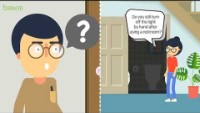 ?
Do you still turn
off the light
by hand after
using a restroom?